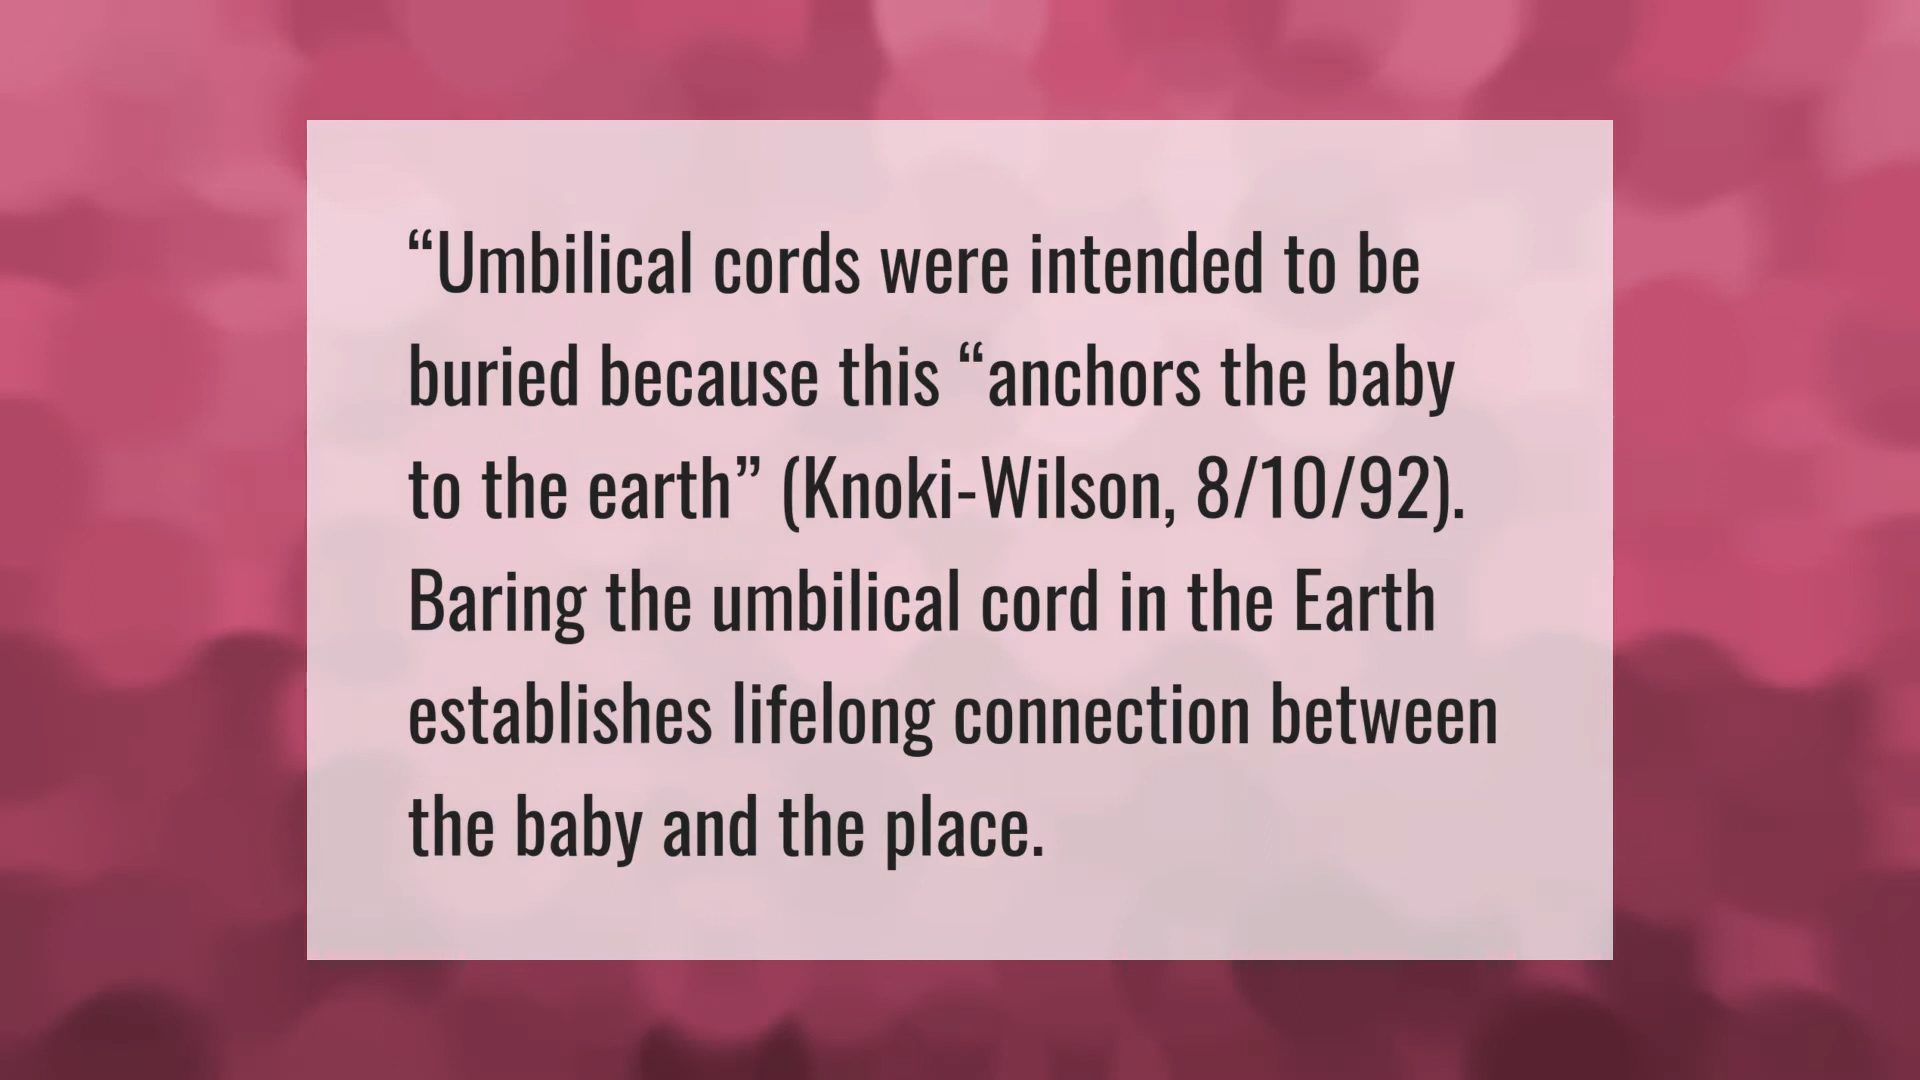 “Umbilical cords were intended to be
buried because this “anchors the baby
to the earth” (Knoki-Wilson, 8/10/92).
Baring the umbilical cord in the Earth
establishes lifelong connection between
the baby and the place.